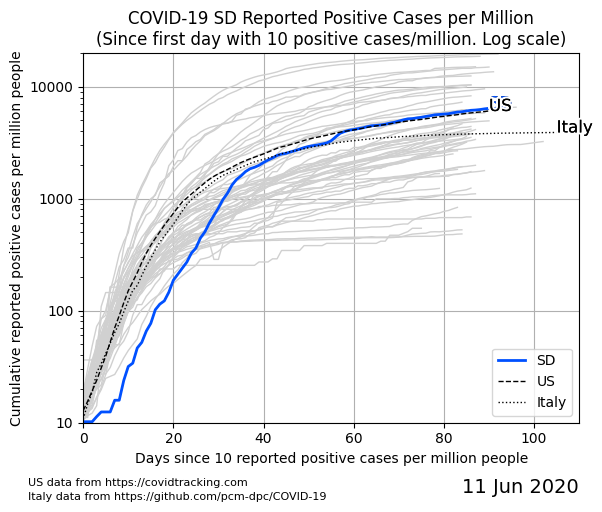 COVID-19 SD Reported Positive Cases per Million
(Since first day with 10 positive cases/million. Log scale)
Cumulative reported positive cases per million people
10000
1000
100
10
US
Italy
SD
US
Italy
0 20 40 60 80 100
Days since 10 reported positive cases per million people
US data from https://covidtracking.com
Italy data from https://github.com/pcm-dpc/COVID-19
11 Jun 2020